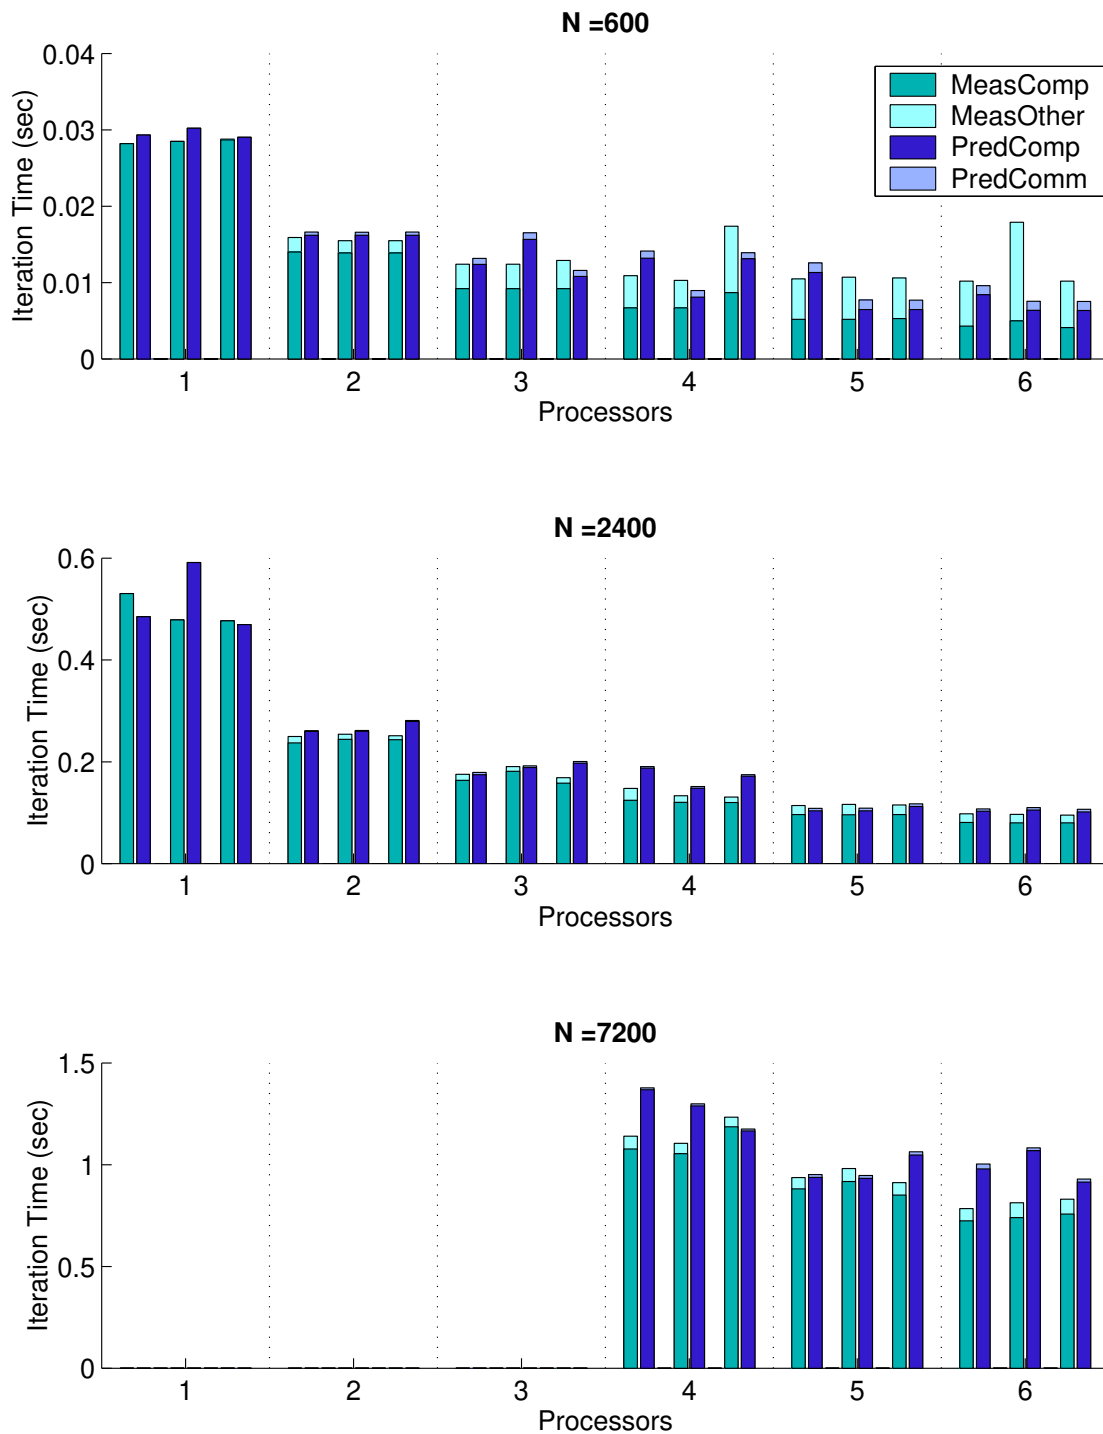 N =600
0.04
0.03
0.02
0.01
0
Iteration Time (sec)
MeasComp
MeasOther
PredComp
PredComm
1 2 3 4 5 6
Processors
N =2400
0.6
0.4
0.2
0
Iteration Time (sec)
1 2 3 4 5 6
Processors
N =7200
1.5
1
0.5
0
Iteration Time (sec)
1 2 3 4 5 6
Processors